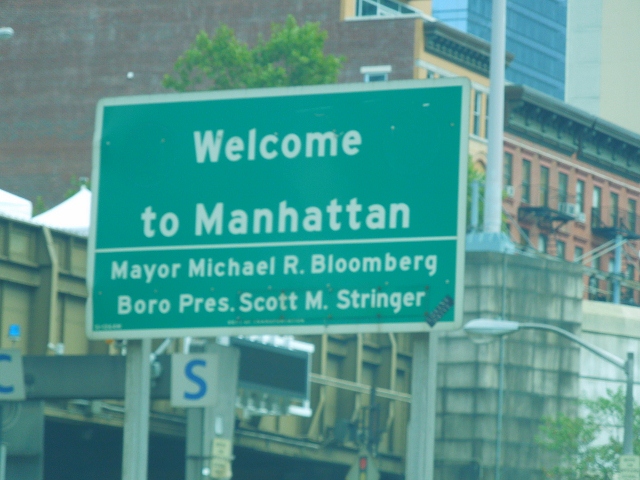 Welcome
to Manhattan
Mayor Michael R. Bloomberg
Boro Pres. Scott M. Stringer
C
S